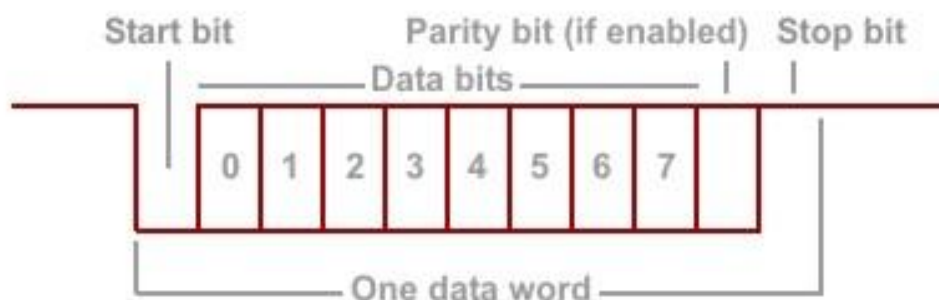 Start bit
Parity bit (if enabled)
Stop bit
Data bits
0 1 2 3 4 5 6 7
One data word